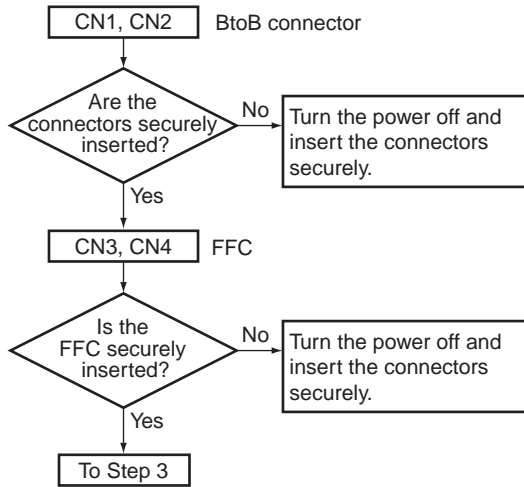 CN1, CN2
BtoB connector
Are the
connectors securely
inserted?
No
Turn the power off and
insert the connectors
securely.
Yes
CN3, CN4
FFC
Is the
FFC securely
inserted?
No
Turn the power off and
insert the connectors
securely.
Yes
To Step 3